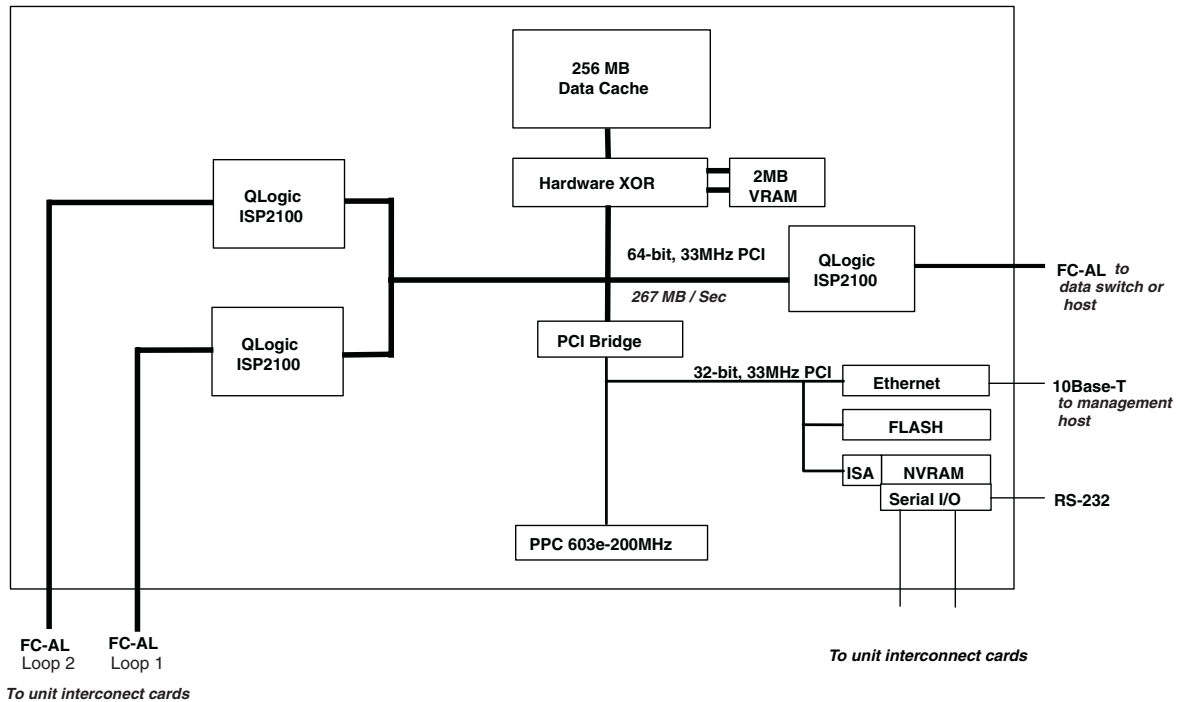 256 MB
Data Cache
Hardware XOR
2MB
VRAM
QLogic
ISP2100
64-bit, 33MHz PCI
267 MB / Sec
QLogic
ISP2100
FC-AL to
data switch or
host
QLogic
ISP2100
PCI Bridge
32-bit, 33MHz PCI
Ethernet
10Base-T
to management
host
FLASH
ISA
NVRAM
Serial I/O
RS-232
PPC 603e-200MHz
FC-AL
Loop 2
FC-AL
Loop 1
To unit interconect cards
To unit interconnect cards